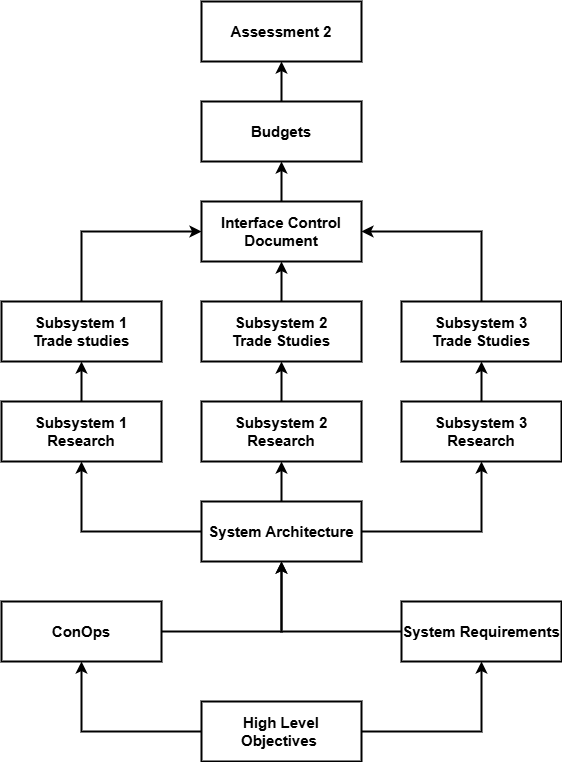 Assessment 2
Budgets
Interface Control
Document
Subsystem 1
Trade studies
Subsystem 2
Trade Studies
Subsystem 3
Trade Studies
Subsystem 1
Research
Subsystem 2
Research
Subsystem 3
Research
System Architecture
ConOps
System Requirements
High Level
Objectives